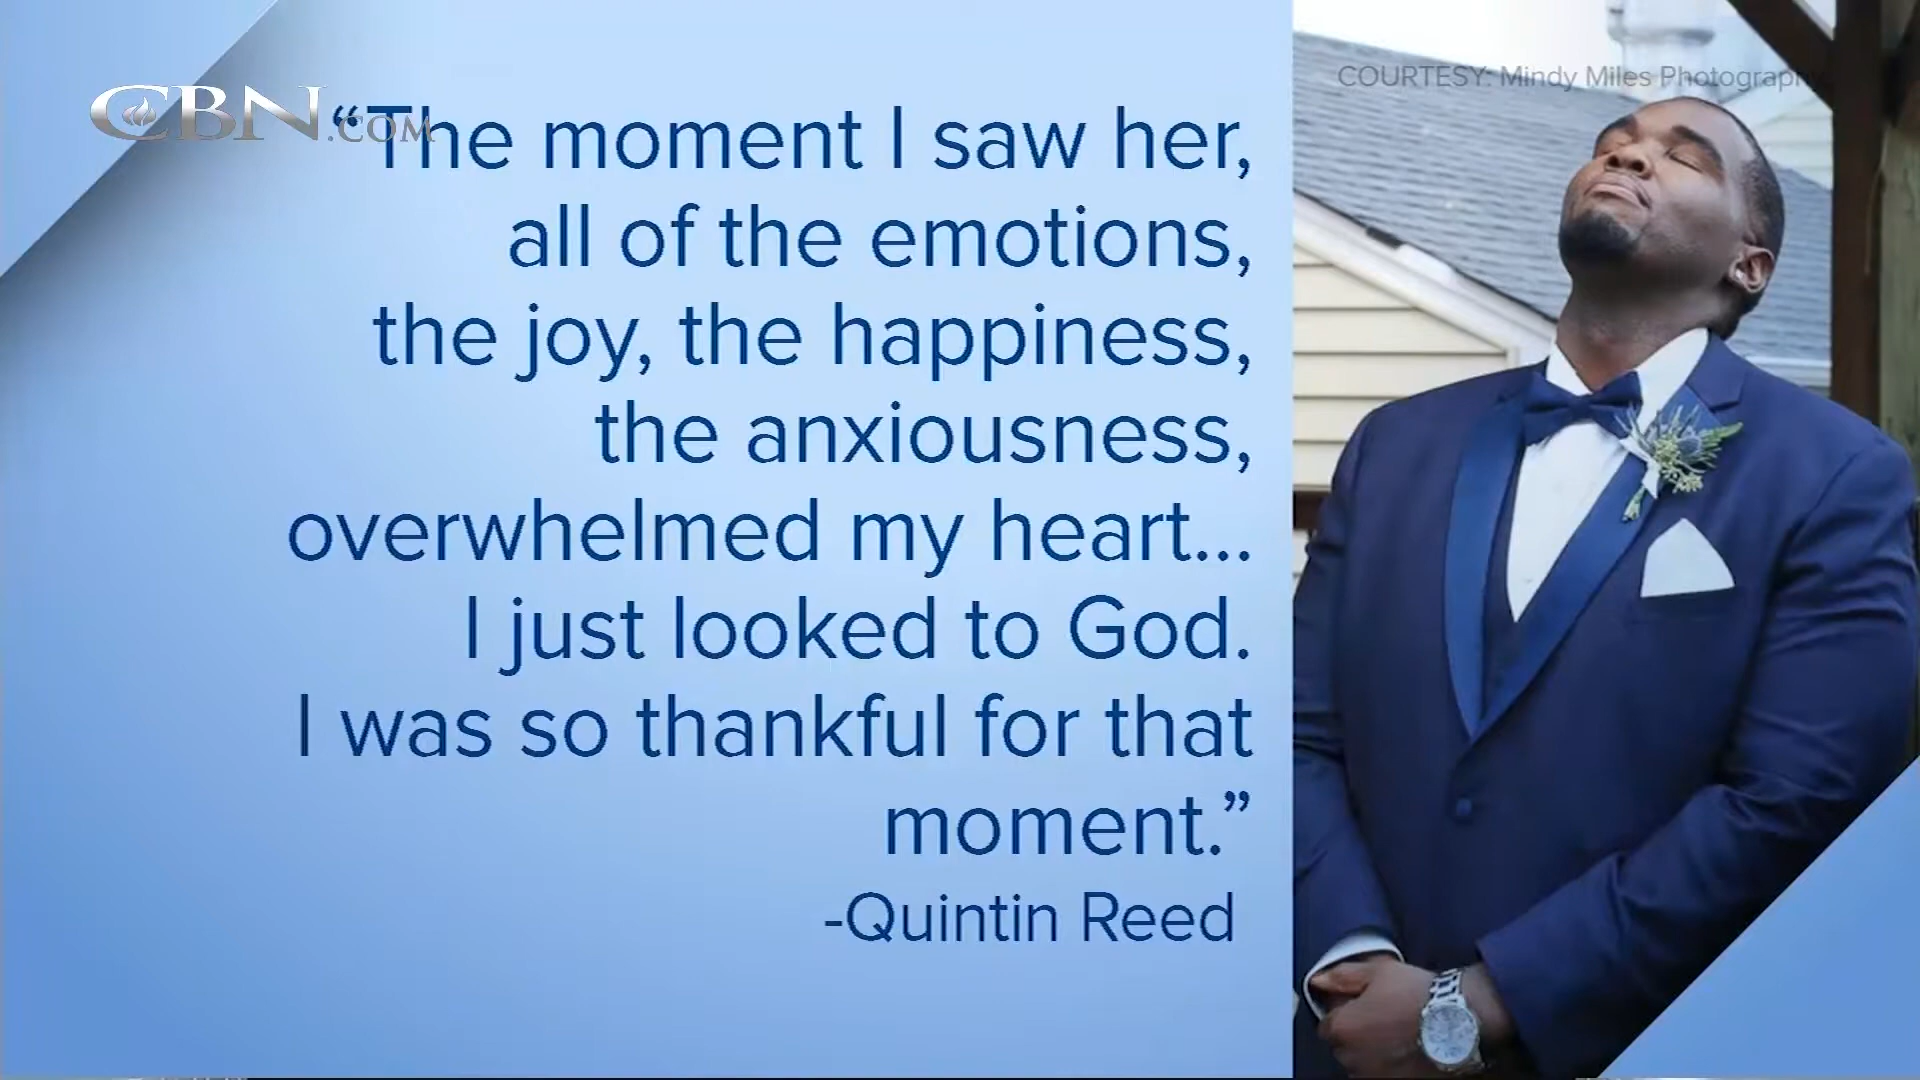 CBN.COM
COURTESY: Mindy Miles Photography
“The moment I saw her,
all of the emotions,
the joy, the happiness,
the anxiousness,
overwhelmed my heart...
I just looked to God.
I was so thankful for that
moment.”
-Quintin Reed